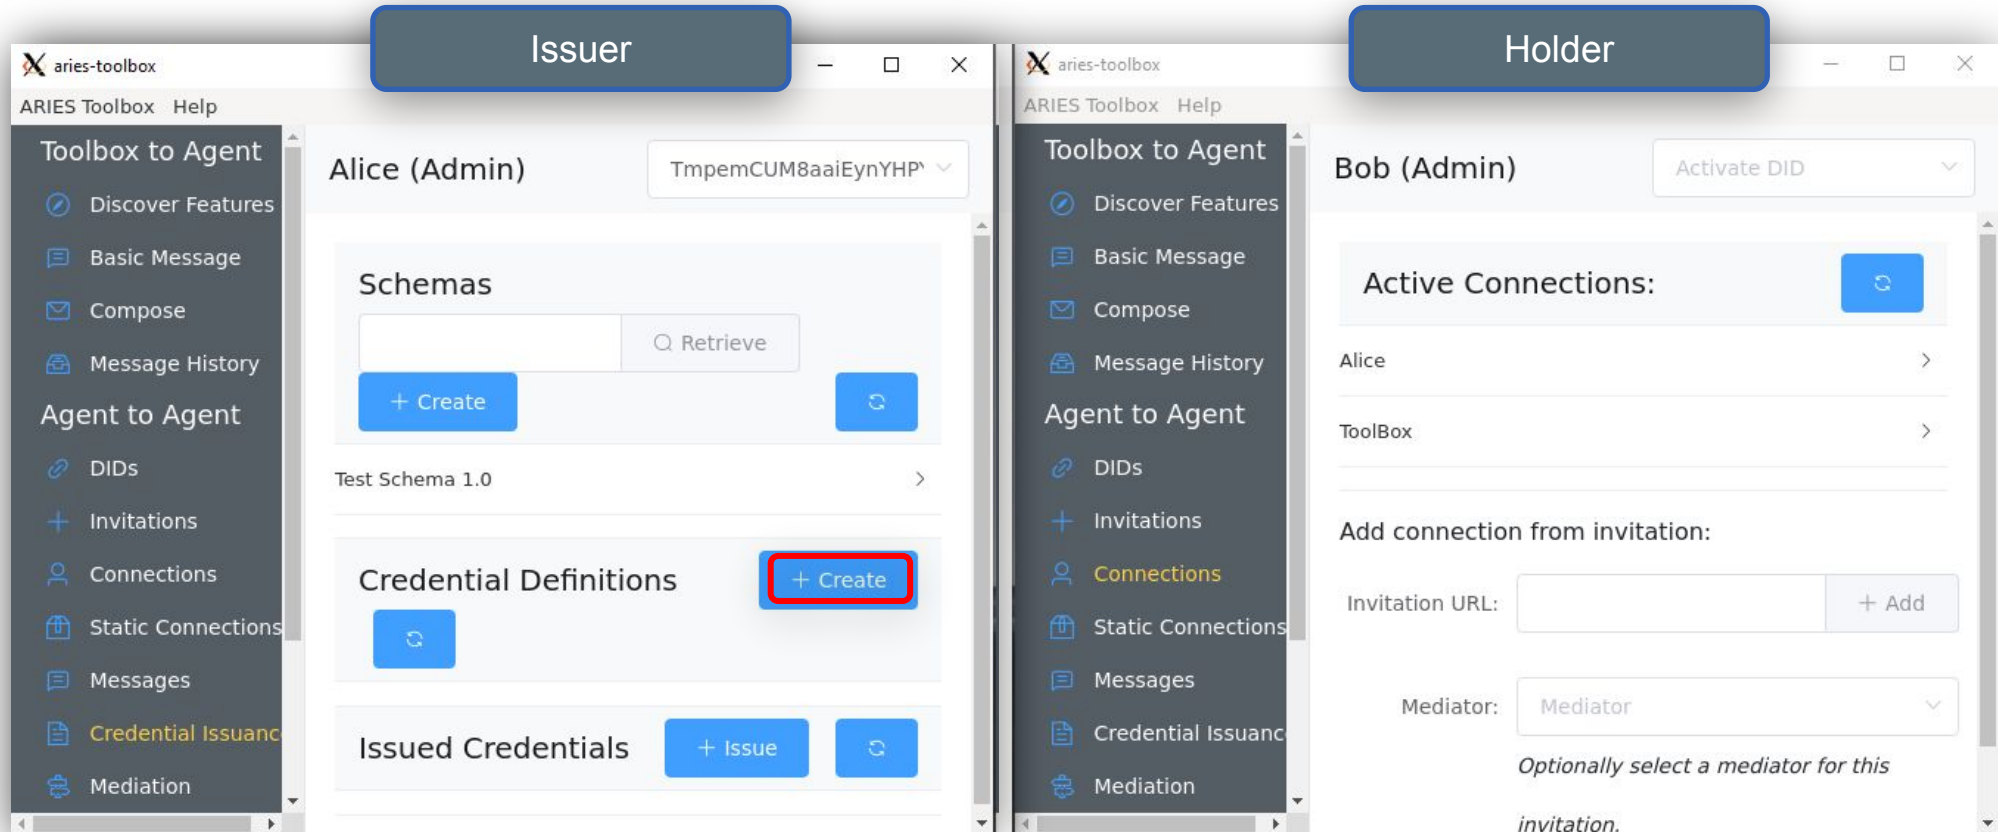 Issuer
aries-toolbox
ARIES Toolbox Help
Toolbox to Agent
Discover Features
Basic Message
Compose
Message History
Agent to Agent
DIDs
Invitations
Connections
Static Connections
Messages
Credential Issuanc
Mediation
Alice (Admin)
TmpemCUM8aaiEynYHP
Schemas
Retrieve
+ Create
Test Schema 1.0
Credential Definitions
+ Create
Issued Credentials
+ Issue
Holder
aries-toolbox
ARIES Toolbox Help
Toolbox to Agent
Discover Features
Basic Message
Compose
Message History
Agent to Agent
DIDs
Invitations
Connections
Static Connections
Messages
Credential Issuanc
Mediation
Bob (Admin)
Activate DID
Active Connections:
Alice
ToolBox
Add connection from invitation:
Invitation URL:
+ Add
Mediator:
Mediator
Optionally select a mediator for this
invitation.